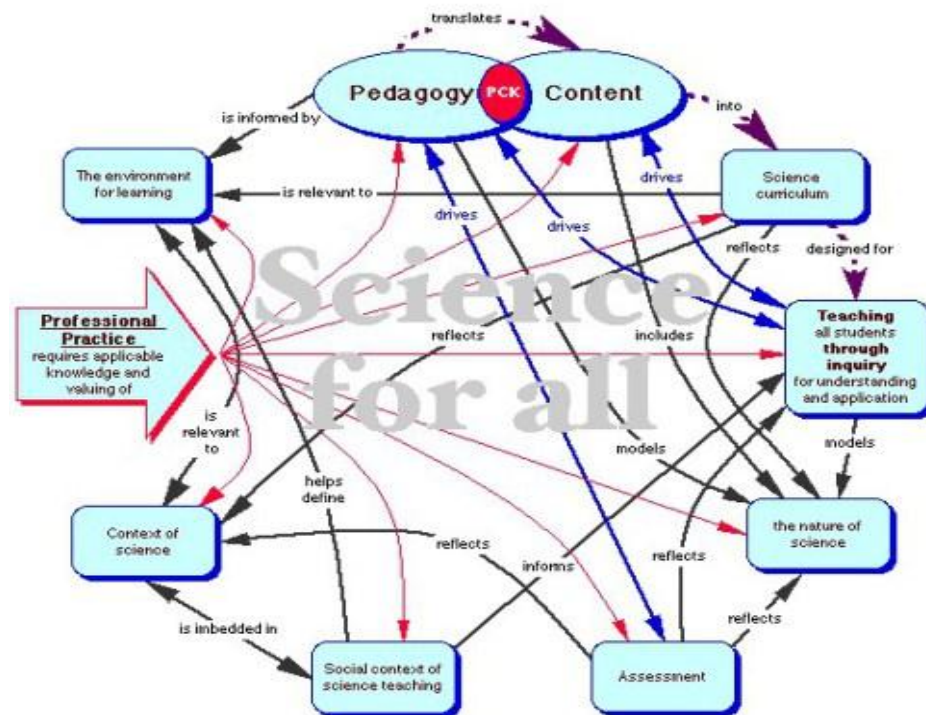 translates
Pedagogy
PCK
Content
into
is informed by
The environment
for learning
is relevant to
Science
curriculum
drives
drives
drives
reflects
designed for
Science
for all
Professional
Practice
requires applicable
knowledge and
valuing of
reflects
includes
Teaching
all students
through
inquiry
for understanding
and application
is
relevant
to
helps
define
models
models
Context of
science
reflects
informs
reflects
the nature of
science
reflects
is imbedded in
Social context of
science teaching
Assessment